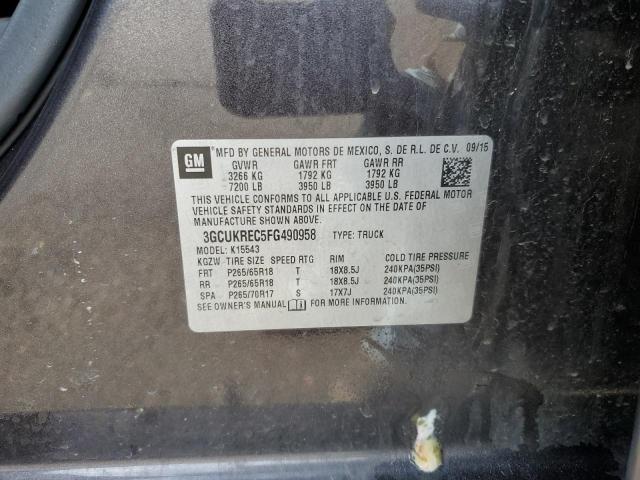 GM
MFD BY GENERAL MOTORS DE MEXICO, S. DE R.L. DE C.V. 09/15
GVWR GAWR FRT GAWR RR
3266 KG 1792 KG 1792 KG
7200 LB 3950 LB 3950 LB
THIS VEHICLE CONFORMS TO ALL APPLICABLE U.S. FEDERAL MOTOR
VEHICLE SAFETY STANDARDS IN EFFECT ON THE DATE OF
MANUFACTURE SHOWN ABOVE.
3GCUKREC5FG490958 TYPE: TRUCK
MODEL: K15543
KGZW TIRE SIZE SPEED RTG RIM COLD TIRE PRESSURE
FRT P265/65R18 T 18X8.5J 240KPA(35PSI)
RR P265/65R18 T 18X8.5J 240KPA(35PSI)
SPA P265/70R17 S 17X7J 240KPA(35PSI)
SEE OWNER'S MANUAL FOR MORE INFORMATION.